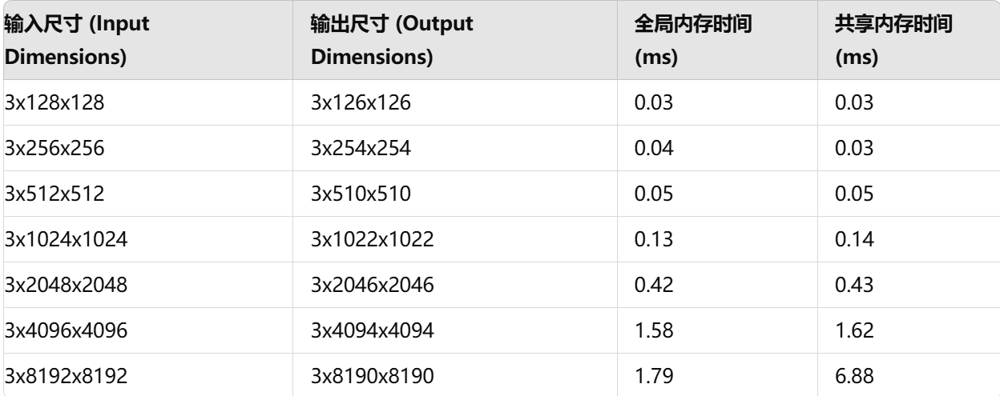 输入尺寸 (Input Dimensions) 输出尺寸 (Output Dimensions) 全局内存时间 (ms) 共享内存时间 (ms)
3x128x128 3x126x126 0.03 0.03
3x256x256 3x254x254 0.04 0.03
3x512x512 3x510x510 0.05 0.05
3x1024x1024 3x1022x1022 0.13 0.14
3x2048x2048 3x2046x2046 0.42 0.43
3x4096x4096 3x4094x4094 1.58 1.62
3x8192x8192 3x8190x8190 1.79 6.88